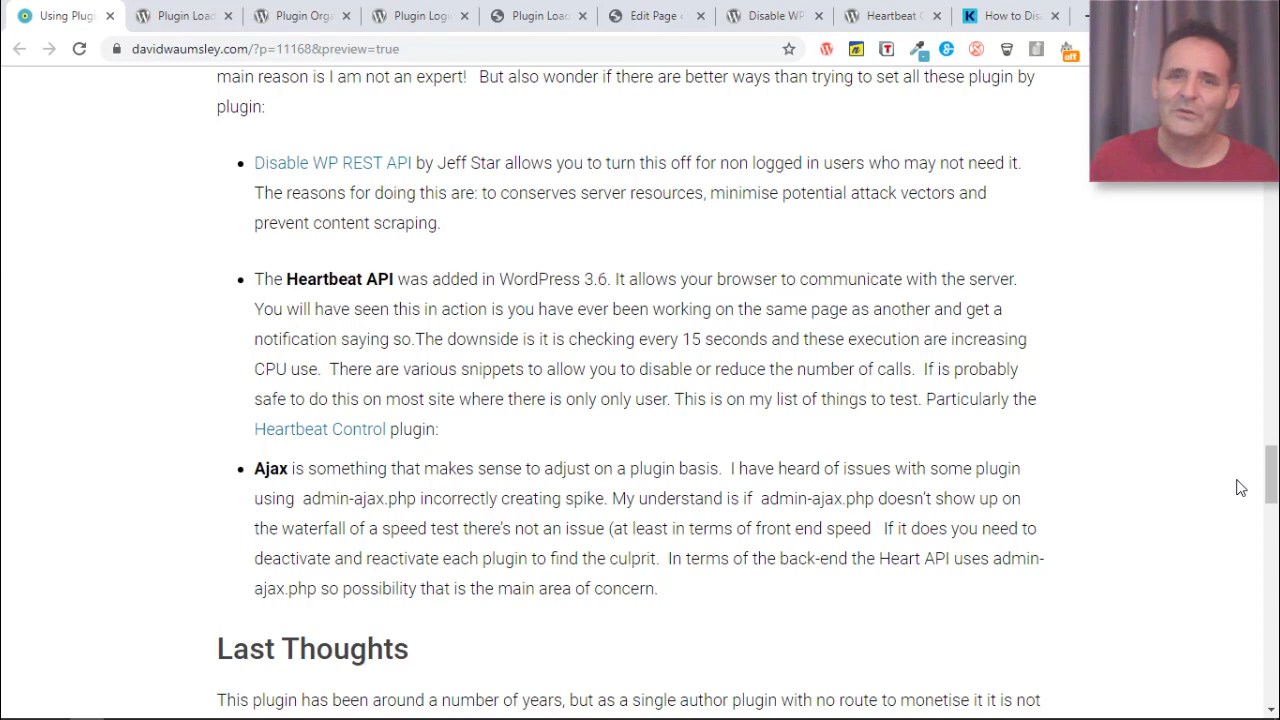 Using Plug
Plugin Load
Plugin Orga
Plugin Logi
Plugin Load
Edit Page ‹
Disable WP
Heartbeat C
How to Disa
davidwaumsley.com/?p=11168&preview=true
off
main reason is I am not an expert! But also wonder if there are better ways than trying to set all these plugin by
plugin:
Disable WP REST API by Jeff Star allows you to turn this off for non logged in users who may not need it.
The reasons for doing this are: to conserves server resources, minimise potential attack vectors and
prevent content scraping.
The Heartbeat API was added in WordPress 3.6. It allows your browser to communicate with the server.
You will have seen this in action is you have ever been working on the same page as another and get a
notification saying so.The downside is it is checking every 15 seconds and these execution are increasing
CPU use. There are various snippets to allow you to disable or reduce the number of calls. If is probably
safe to do this on most site where there is only only user. This is on my list of things to test. Particularly the
Heartbeat Control plugin:
Ajax is something that makes sense to adjust on a plugin basis. I have heard of issues with some plugin
using admin-ajax.php incorrectly creating spike. My understand is if admin-ajax.php doesn't show up on
the waterfall of a speed test there's not an issue (at least in terms of front end speed If it does you need to
deactivate and reactivate each plugin to find the culprit. In terms of the back-end the Heart API uses admin-
ajax.php so possibility that is the main area of concern.
Last Thoughts
This plugin has been around a number of years, but as a single author plugin with no route to monetise it it is not